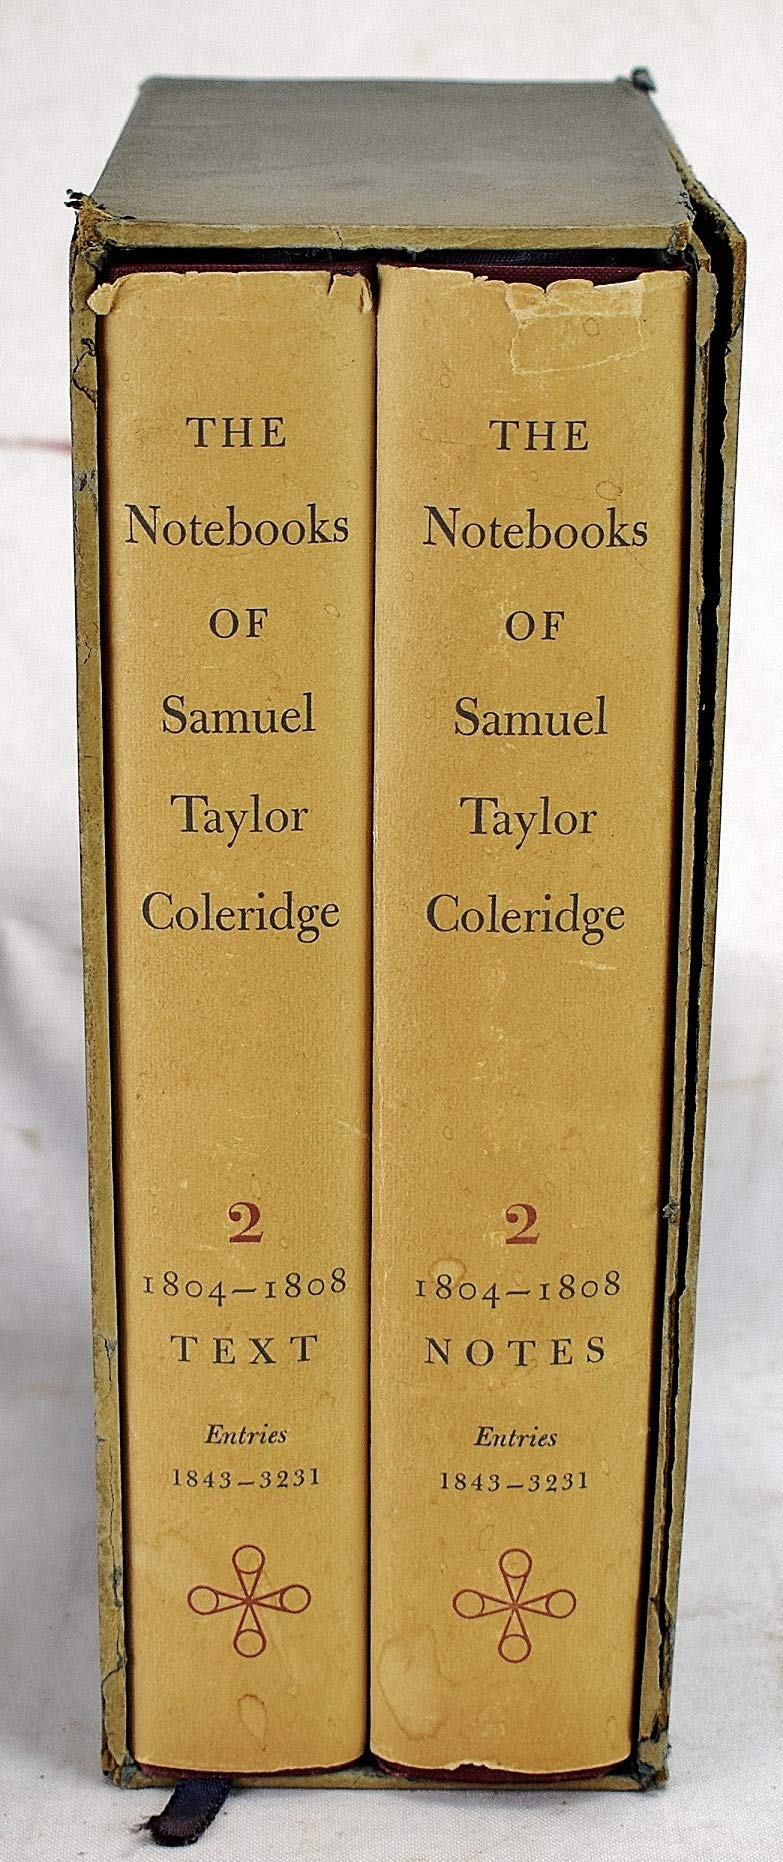 THE
Notebooks
OF
Samuel
Taylor
Coleridge
2
1804–1808
TEXT
Entries
1843–3231
THE
Notebooks
OF
Samuel
Taylor
Coleridge
2
1804–1808
NOTES
Entries
1843–3231